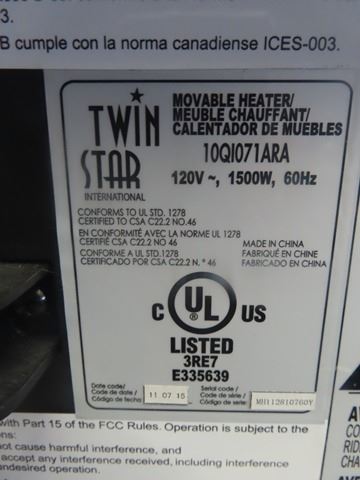 3.
B cumple con la norma canadiense ICES-003.
TWIN
STAR
INTERNATIONAL
MOVABLE HEATER/
MEUBLE CHAUFFANT/
CALENTADOR DE MUEBLES
10QI071ARA
120V ~, 1500W, 60Hz
CONFORMS TO UL STD. 1278
CERTIFIED TO CSA C22.2 NO.46
EN CONFORMITÉ AVEC LA NORME UL 1278
CERTIFIÉ CSA C22.2 NO 46
CONFORME A UL STD.1278
CERTIFICADO POR CSA C22.2 N.º 46
MADE IN CHINA
FABRIQUÉ EN CHINE
FABRICADO EN CHINA
C UL US
LISTED
3RE7
E335639
Date code/
Code date/
Código de fecha:
11 07 15
Serial code/
Code de série/
Código de serie:
MH112810760Y
with Part 15 of the FCC Rules. Operation is subject to the
ons:
not cause harmful interference, and
accept any interference received, including interference
undesired operation.